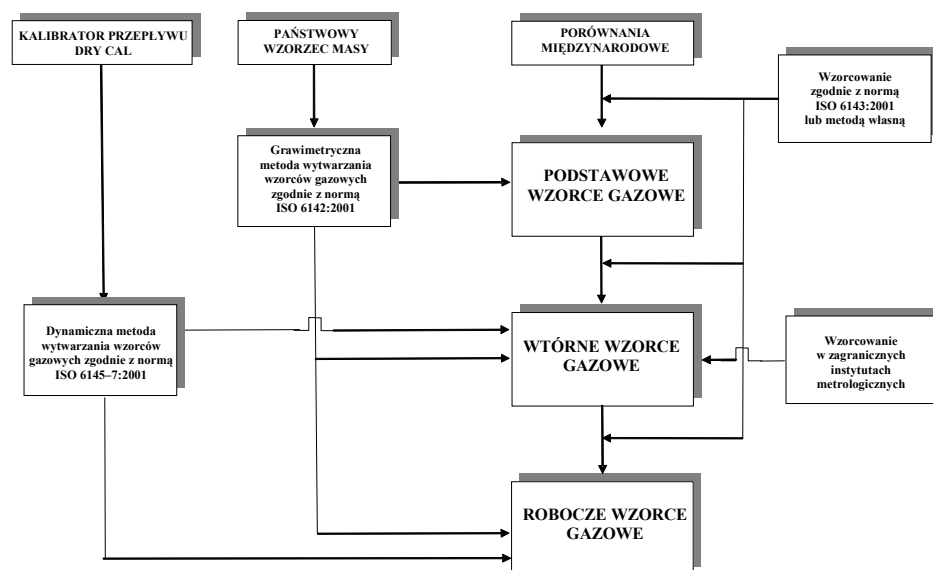 KALIBRATOR PRZEPŁYWU
DRY CAL
PAŃSTWOWY
WZORZEC MASY
PORÓWNANIA
MIĘDZYNARODOWE
Wzorcowanie
zgodnie z normą
ISO 6143:2001
lub metodą własną
Grawimetryczna
metoda wytwarzania
wzorców gazowych
zgodnie z normą
ISO 6142:2001
PODSTAWOWE
WZORCE GAZOWE
Dynamiczna metoda
wytwarzania wzorców
gazowych zgodnie z normą
ISO 6145–7:2001
WTÓRNE WZORCE
GAZOWE
Wzorcowanie
w zagranicznych
instytutach
metrologicznych
ROBOCZE WZORCE
GAZOWE